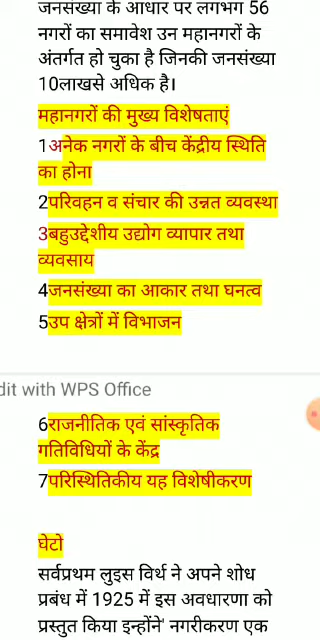 जनसंख्या के आधार पर लगभग 56
नगरों का समावेश उन महानगरों के
अंतर्गत हो चुका है जिनकी जनसंख्या
10लाखसे अधिक है।
महानगरों की मुख्य विशेषताएं
1अनेक नगरों के बीच केंद्रीय स्थिति
का होना
2परिवहन व संचार की उन्नत व्यवस्था
3बहुउद्देशीय उद्योग व्यापार तथा
व्यवसाय
4जनसंख्या का आकार तथा घनत्व
5उप क्षेत्रों में विभाजन
dit with WPS Office
6राजनीतिक एवं सांस्कृतिक
गतिविधियों के केंद्र
7परिस्थितिकीय यह विशेषीकरण
घेटो
सर्वप्रथम लुइस विर्थ ने अपने शोध
प्रबंध में 1925 में इस अवधारणा को
प्रस्तुत किया इन्होंने' नगरीकरण एक